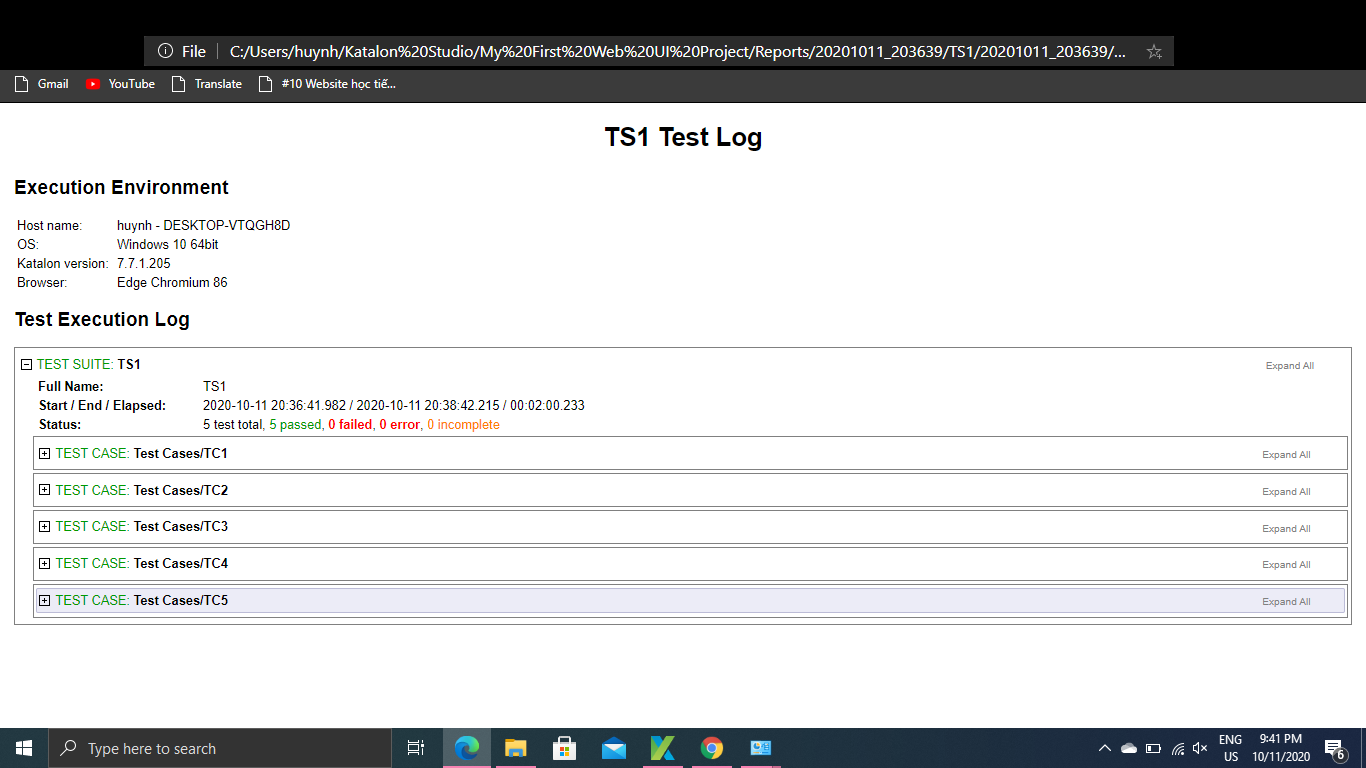 File C:/Users/huynh/Katalon%20Studio/My%20First%20Web%20UI%20Project/Reports/20201011_203639/TS1/20201011_203639/...
Gmail YouTube Translate #10 Website học tiế...
TS1 Test Log
Execution Environment
Host name: huynh - DESKTOP-VTQGH8D
OS: Windows 10 64bit
Katalon version: 7.7.1.205
Browser: Edge Chromium 86
Test Execution Log
TEST SUITE: TS1 Expand All
Full Name: TS1
Start / End / Elapsed: 2020-10-11 20:36:41.982 / 2020-10-11 20:38:42.215 / 00:02:00.233
Status: 5 test total, 5 passed, 0 failed, 0 error, 0 incomplete
TEST CASE: Test Cases/TC1 Expand All
TEST CASE: Test Cases/TC2 Expand All
TEST CASE: Test Cases/TC3 Expand All
TEST CASE: Test Cases/TC4 Expand All
TEST CASE: Test Cases/TC5 Expand All
Type here to search
ENG 9:41 PM
US 10/11/2020 6